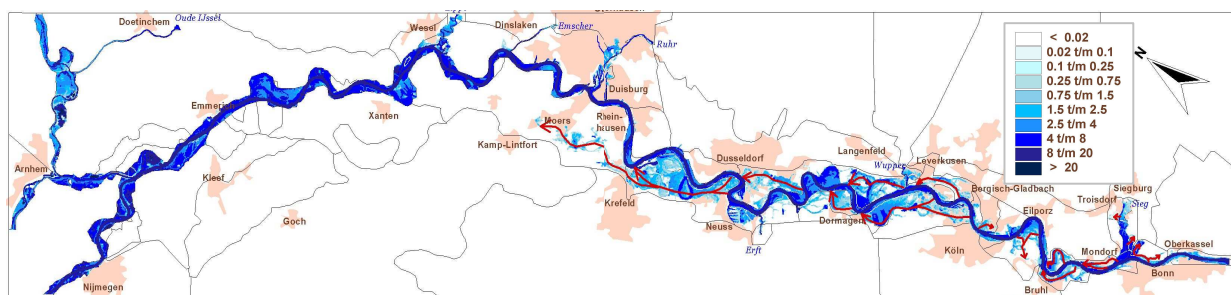 Doetinchem
Oude IJssel
Wesel
Dinslaken
Emscher
Ruhr
Duisburg
Rhein-
hausen
Moers
Kamp-Lintfort
Xanten
Arnhem
Kleef
Goch
Nijmegen
Krefeld
Dusseldorf
Neuss
Erft
Langenfeld
Wupper
Leverkusen
Dormagen
Bergisch-Gladbach
Köln
Eilporz
Bruhl
Mondorf
Troisdorf
Siegburg
Sieg
Oberkassel
Bonn
N
< 0.02
0.02 t/m 0.1
0.1 t/m 0.25
0.25 t/m 0.75
0.75 t/m 1.5
1.5 t/m 2.5
2.5 t/m 4
4 t/m 8
8 t/m 20
> 20